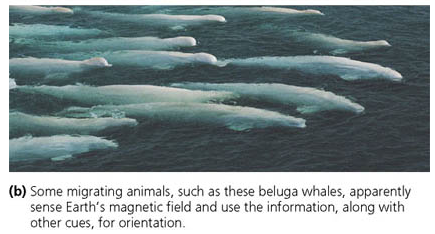 (b) Some migrating animals, such as these beluga whales, apparently
sense Earth's magnetic field and use the information, along with
other cues, for orientation.